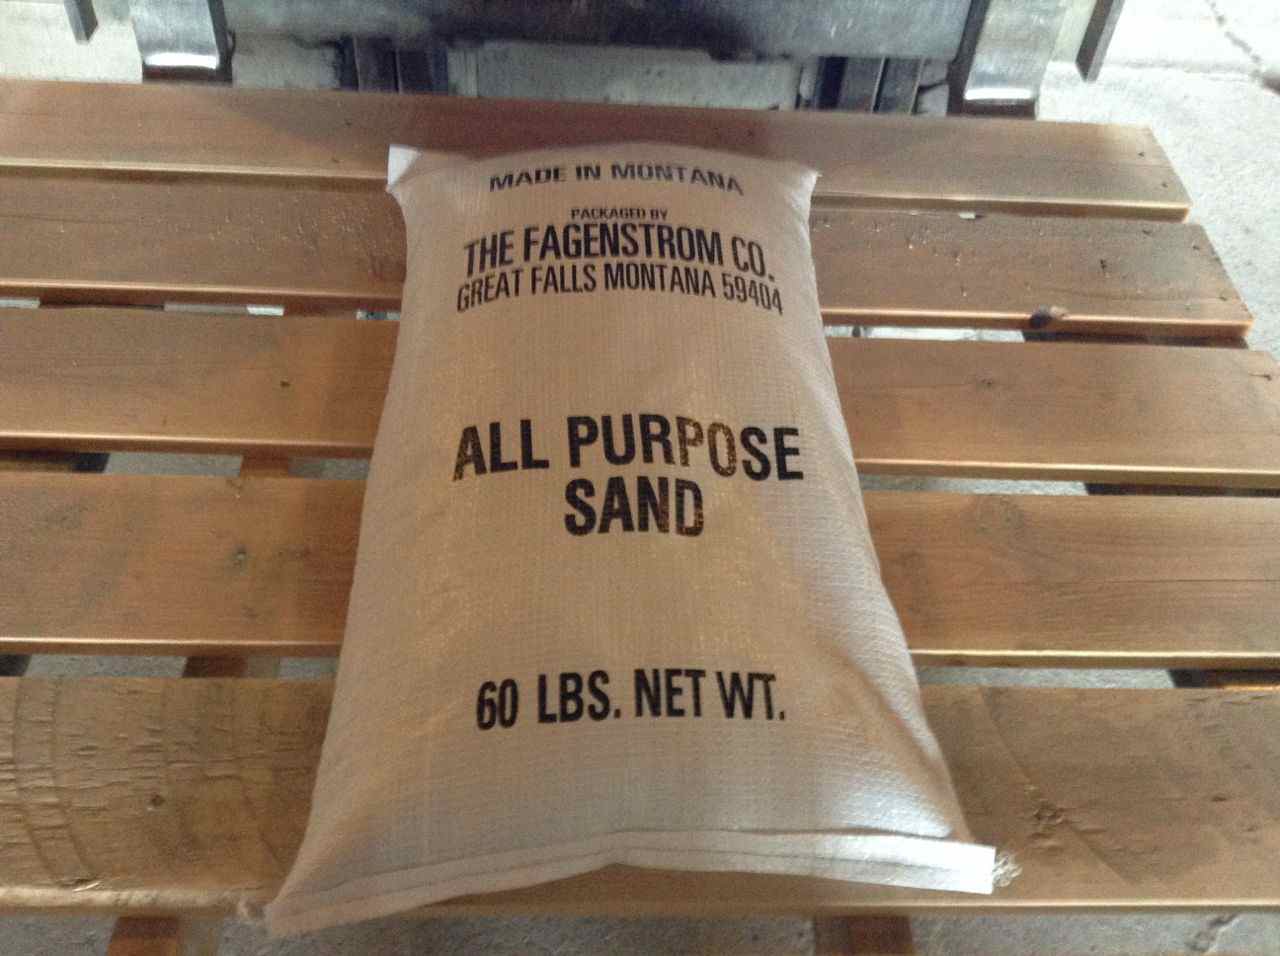 MADE IN MONTANA
PACKAGED BY
THE FAGENSTROM CO.
GREAT FALLS MONTANA 59404
ALL PURPOSE
SAND
60 LBS. NET WT.